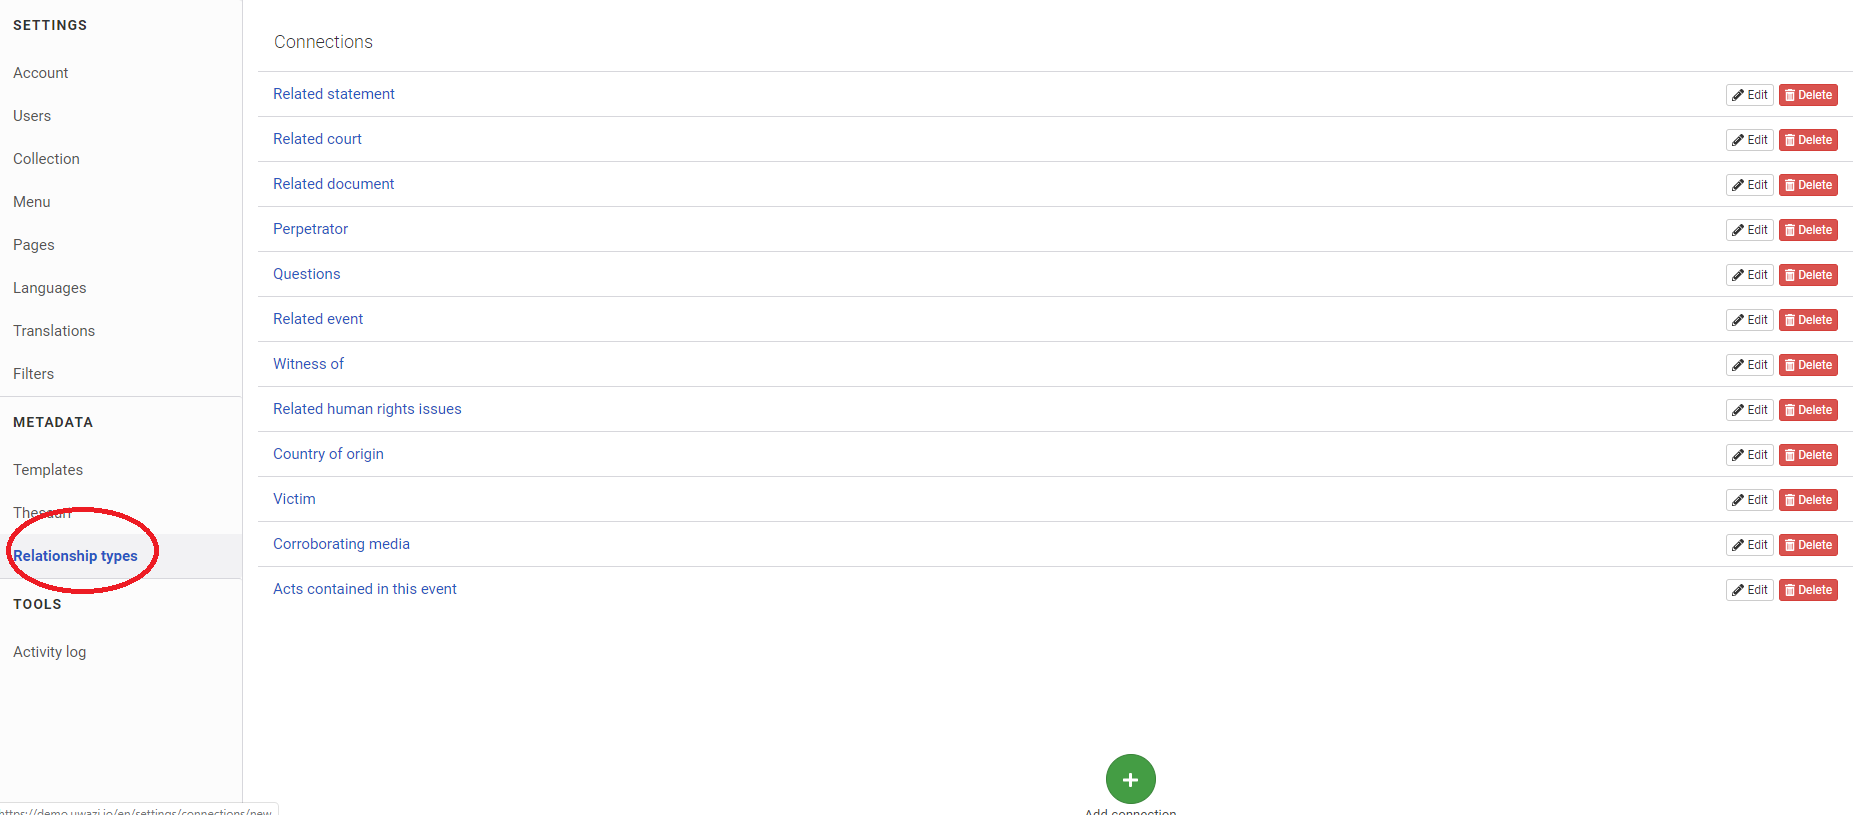 SETTINGS
Account
Users
Collection
Menu
Pages
Languages
Translations
Filters
METADATA
Templates
Thesauri
Relationship types
TOOLS
Activity log
Connections
Related statement Edit Delete
Related court Edit Delete
Related document Edit Delete
Perpetrator Edit Delete
Questions Edit Delete
Related event Edit Delete
Witness of Edit Delete
Related human rights issues Edit Delete
Country of origin Edit Delete
Victim Edit Delete
Corroborating media Edit Delete
Acts contained in this event Edit Delete
Add connection
https://demo.uwazi.io/en/settings/connections/new